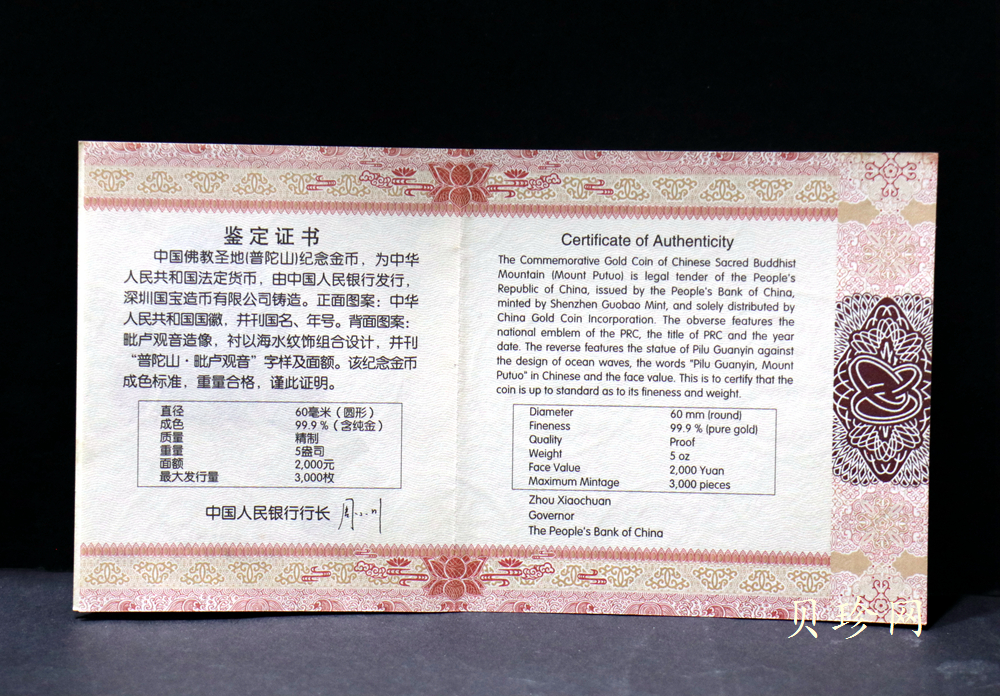 鉴定证书
中国佛教圣地(普陀山)纪念金币，为中华
人民共和国法定货币，由中国人民银行发行，
深圳国宝造币有限公司铸造。正面图案：中华
人民共和国国徽，并刊国名、年号。背面图案：
毗卢观音造像，衬以海水纹饰组合设计，并刊
“普陀山·毗卢观音”字样及面额。该纪念金币
成色标准，重量合格，谨此证明。
直径 60毫米（圆形）
成色 99.9%（含纯金）
质量 精制
重量 5盎司
面额 2,000元
最大发行量 3,000枚
中国人民银行行长
Certificate of Authenticity
The Commemorative Gold Coin of Chinese Sacred Buddhist
Mountain (Mount Putuo) is legal tender of the People's
Republic of China, issued by the People's Bank of China,
minted by Shenzhen Guobao Mint, and solely distributed by
China Gold Coin Incorporation. The obverse features the
national emblem of the PRC, the title of PRC and the year
date. The reverse features the statue of Pilu Guanyin against
the design of ocean waves, the words "Pilu Guanyin, Mount
Putuo" in Chinese and the face value. This is to certify that the
coin is up to standard as to its fineness and weight.
Diameter 60 mm (round)
Fineness 99.9 % (pure gold)
Quality Proof
Weight 5 oz
Face Value 2,000 Yuan
Maximum Mintage 3,000 pieces
Zhou Xiaochuan
Governor
The People's Bank of China
贝珍门